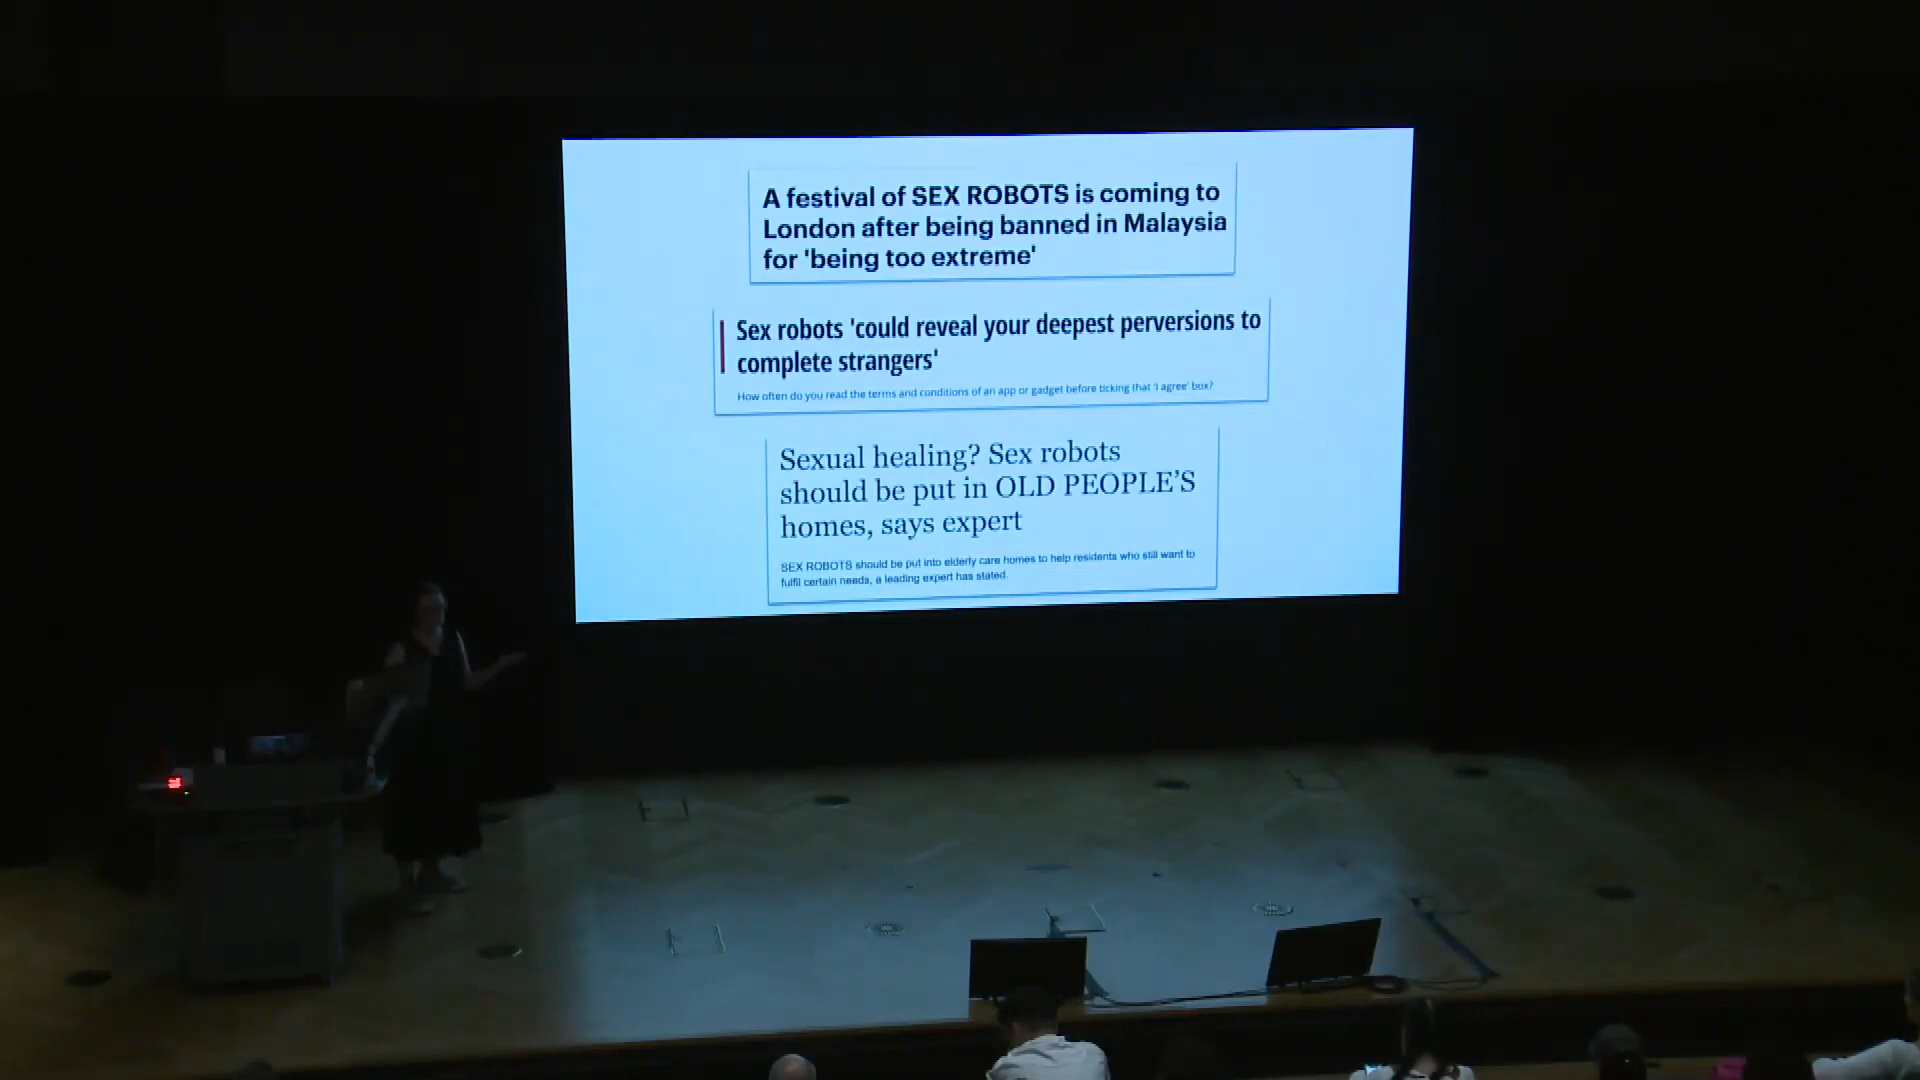 A festival of SEX ROBOTS is coming to
London after being banned in Malaysia
for 'being too extreme'
Sex robots 'could reveal your deepest perversions to
complete strangers'
How often do you read the terms and conditions of an app or gadget before ticking that 'I agree' box?
Sexual healing? Sex robots
should be put in OLD PEOPLE'S
homes, says expert
SEX ROBOTS should be put into elderly care homes to help residents who still want to
fulfil certain needs, a leading expert has stated.